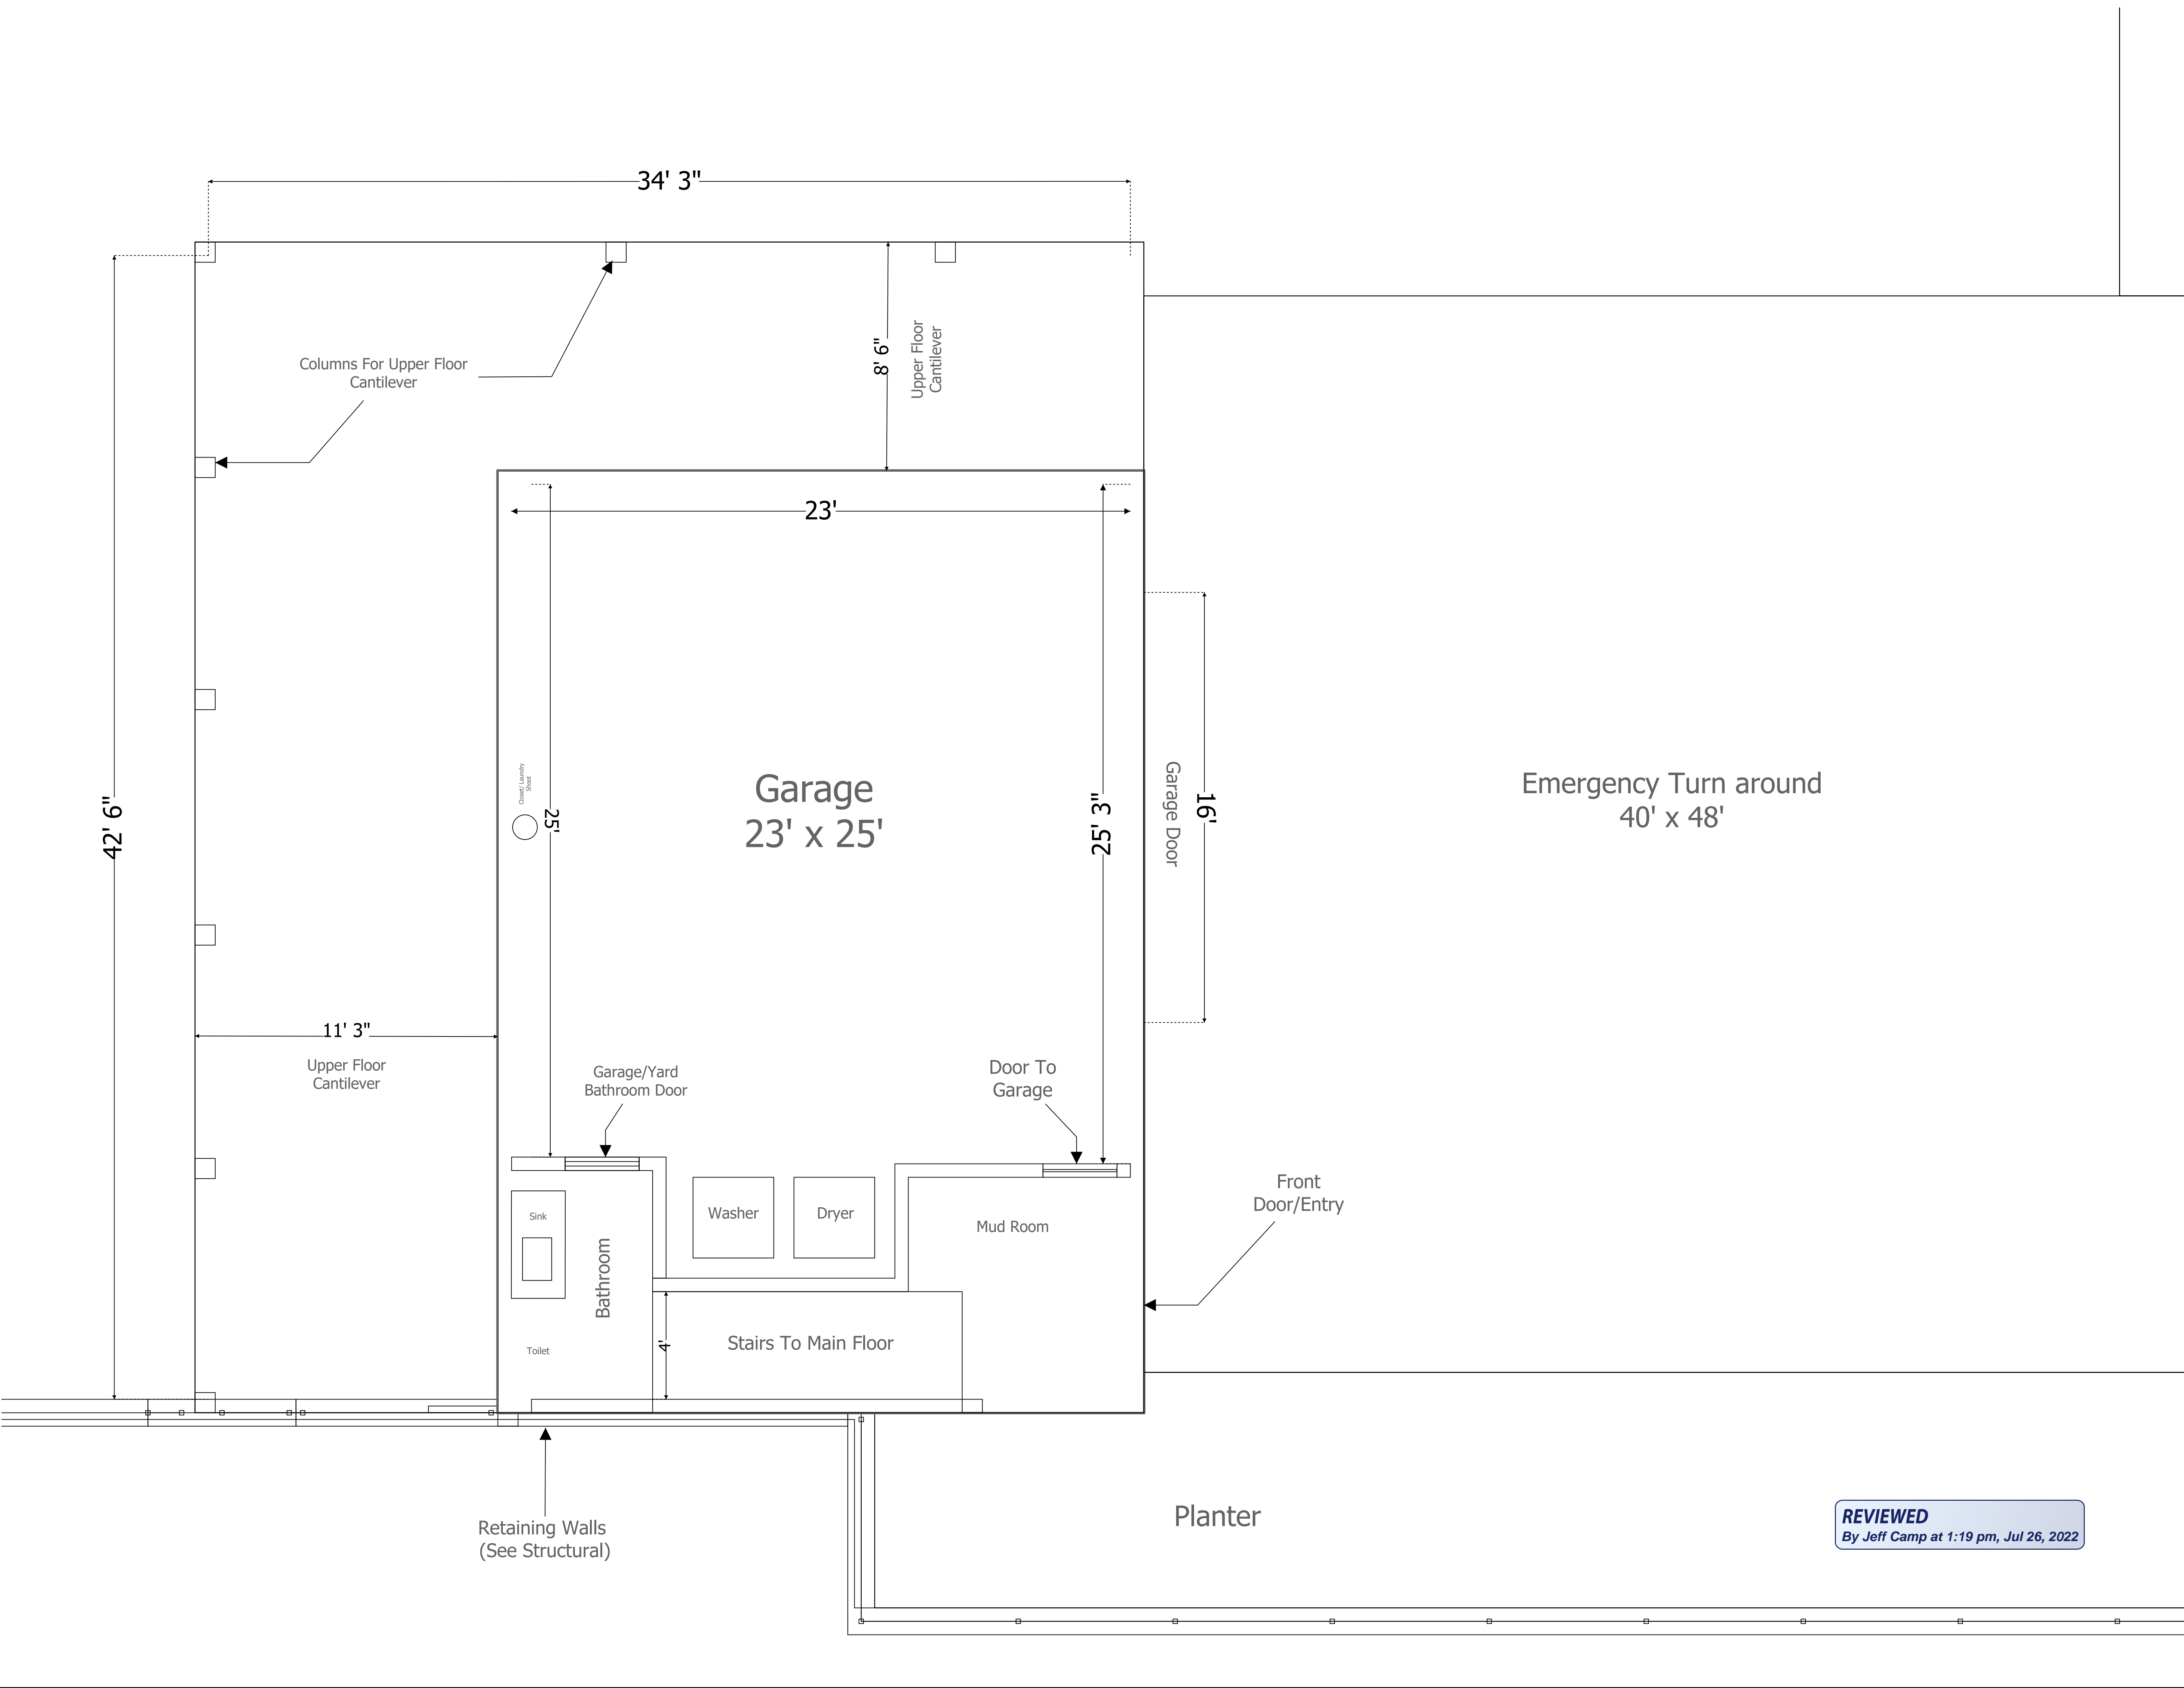 34' 3"
Columns For Upper Floor
Cantilever
8' 6"
Upper Floor
Cantilever
23'
42' 6"
Closet/ Laundry
Shoot
25'
Garage
23' x 25'
25' 3"
Garage Door
16'
Emergency Turn around
40' x 48'
11' 3"
Upper Floor
Cantilever
Garage/Yard
Bathroom Door
Door To
Garage
Front
Door/Entry
Sink
Washer
Dryer
Mud Room
Bathroom
Toilet
4'
Stairs To Main Floor
Retaining Walls
(See Structural)
Planter
REVIEWED
By Jeff Camp at 1:19 pm, Jul 26, 2022